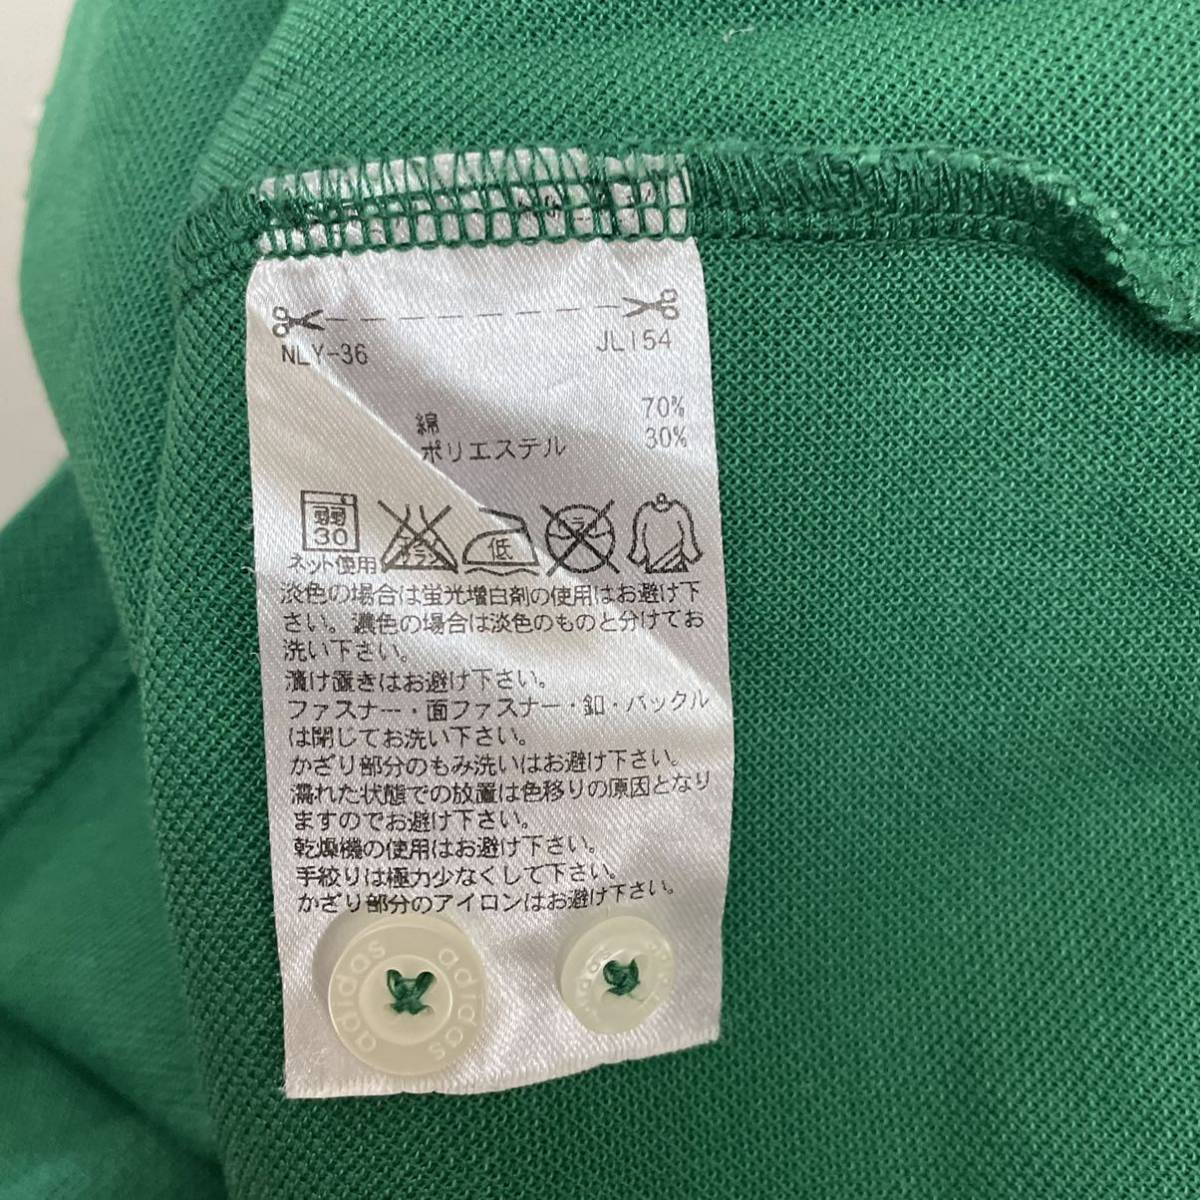 NLY-36 JL154
綿 70%
ポリエステル 30%
弱
30
ネット使用
エンソ
低
ドライ
淡色の場合は蛍光増白剤の使用はお避け下
さい。濃色の場合は淡色のものと分けてお
洗い下さい。
漬け置きはお避け下さい。
ファスナー・面ファスナー・釦・バックル
は閉じてお洗い下さい。
かざり部分のもみ洗いはお避け下さい。
濡れた状態での放置は色移りの原因となり
ますのでお避け下さい。
乾燥機の使用はお避け下さい。
手絞りは極力少なくして下さい。
かざり部分のアイロンはお避け下さい。
adidas adidas